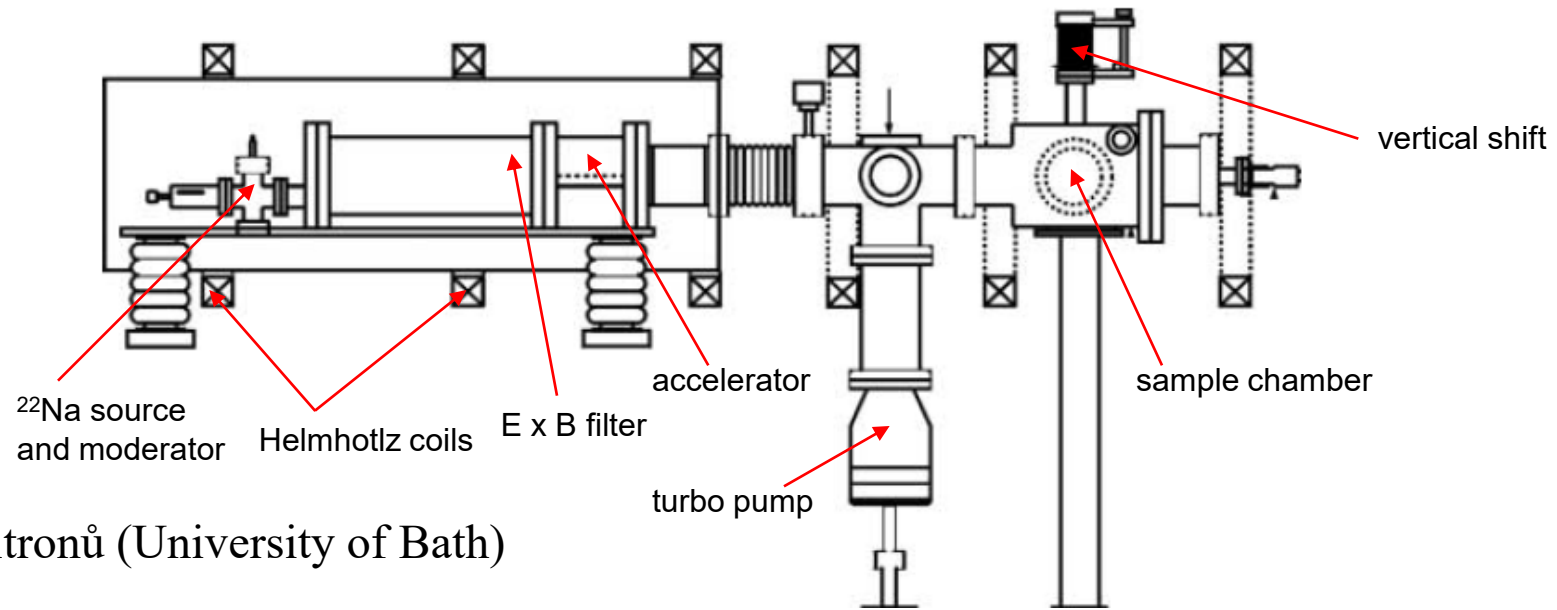 vertical shift
accelerator
sample chamber
²²Na source
and moderator
Helmhotlz coils
E x B filter
turbo pump
tronů (University of Bath)